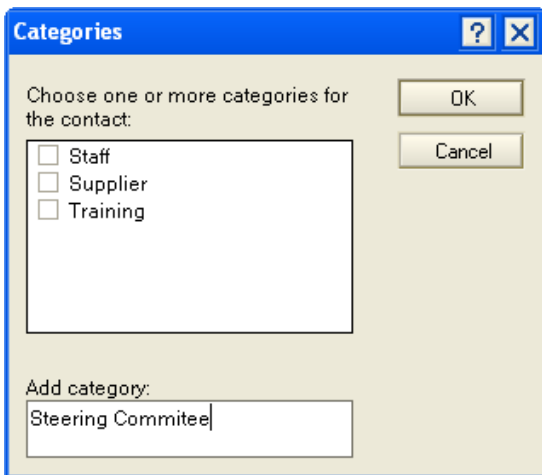 Categories
Choose one or more categories for
the contact:
OK
Cancel
Staff
Supplier
Training
Add category:
Steering Commitee